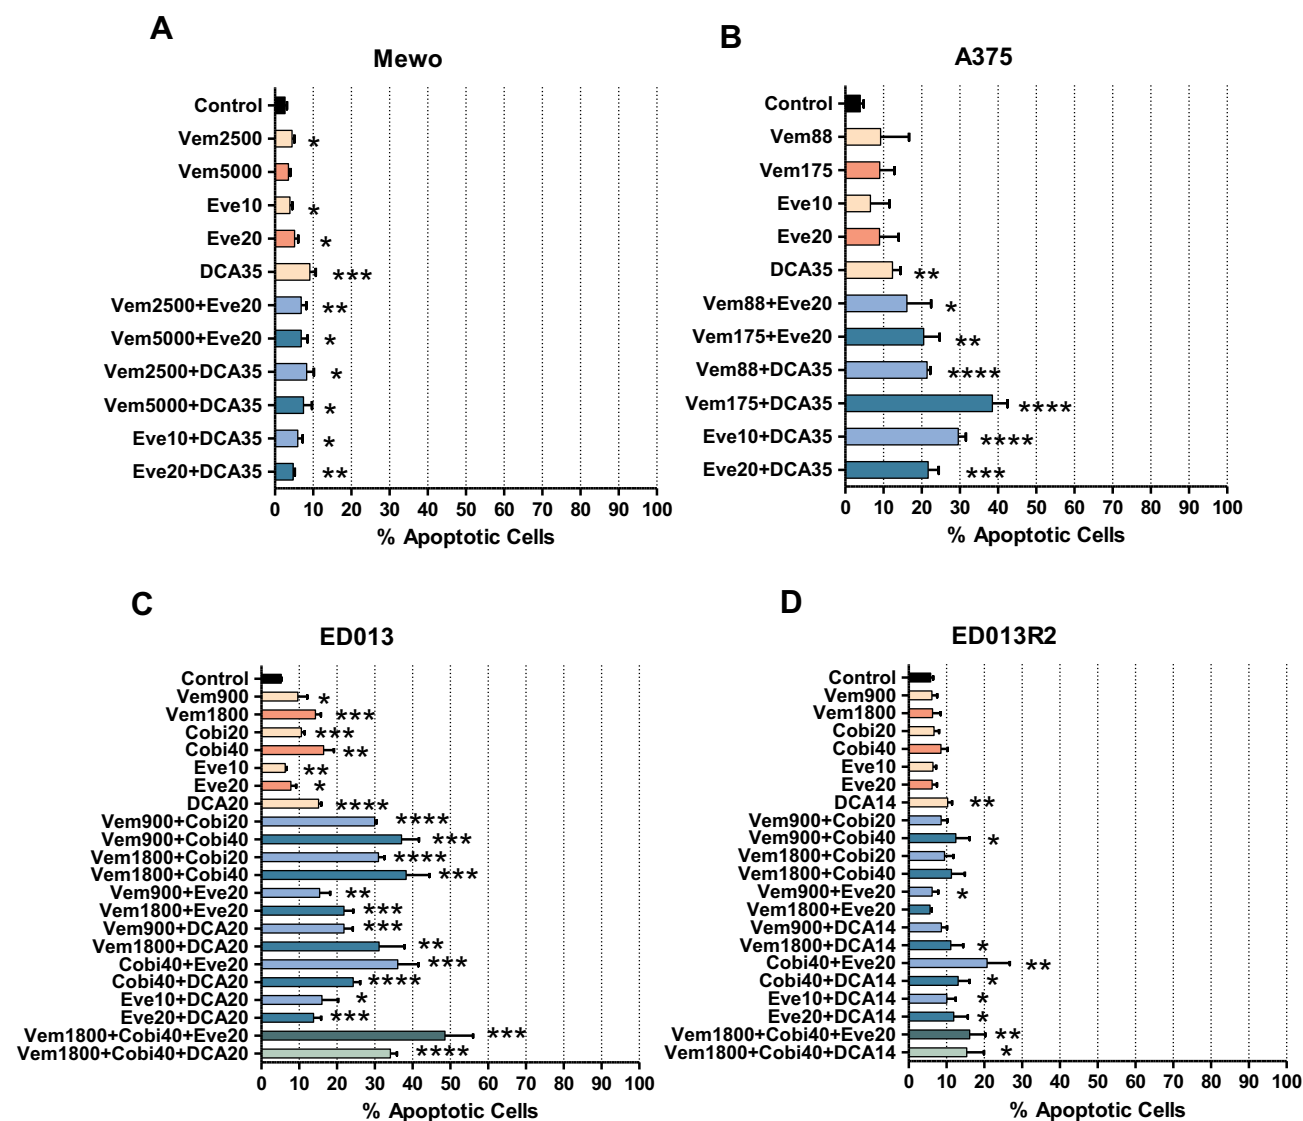 A
Mewo
Control
Vem2500
*
Vem5000
Eve10
*
Eve20
*
DCA35
***
Vem2500+Eve20
**
Vem5000+Eve20
*
Vem2500+DCA35
*
Vem5000+DCA35
*
Eve10+DCA35
*
Eve20+DCA35
**
0 10 20 30 40 50 60 70 80 90 100
% Apoptotic Cells
B
A375
Control
Vem88
Vem175
Eve10
Eve20
DCA35
**
Vem88+Eve20
*
Vem175+Eve20
**
Vem88+DCA35
****
Vem175+DCA35
****
Eve10+DCA35
****
Eve20+DCA35
***
0 10 20 30 40 50 60 70 80 90 100
% Apoptotic Cells
C
ED013
Control
Vem900
*
Vem1800
***
Cobi20
***
Cobi40
**
Eve10
**
Eve20
*
DCA20
****
Vem900+Cobi20
****
Vem900+Cobi40
***
Vem1800+Cobi20
****
Vem1800+Cobi40
***
Vem900+Eve20
**
Vem1800+Eve20
***
Vem900+DCA20
***
Vem1800+DCA20
**
Cobi40+Eve20
***
Cobi40+DCA20
****
Eve10+DCA20
*
Eve20+DCA20
***
Vem1800+Cobi40+Eve20
***
Vem1800+Cobi40+DCA20
****
0 10 20 30 40 50 60 70 80 90 100
% Apoptotic Cells
D
ED013R2
Control
Vem900
Vem1800
Cobi20
Cobi40
Eve10
Eve20
DCA14
**
Vem900+Cobi20
Vem900+Cobi40
*
Vem1800+Cobi20
Vem1800+Cobi40
Vem900+Eve20
*
Vem1800+Eve20
Vem900+DCA14
Vem1800+DCA14
*
Cobi40+Eve20
**
Cobi40+DCA14
*
Eve10+DCA14
*
Eve20+DCA14
*
Vem1800+Cobi40+Eve20
**
Vem1800+Cobi40+DCA14
*
0 10 20 30 40 50 60 70 80 90 100
% Apoptotic Cells